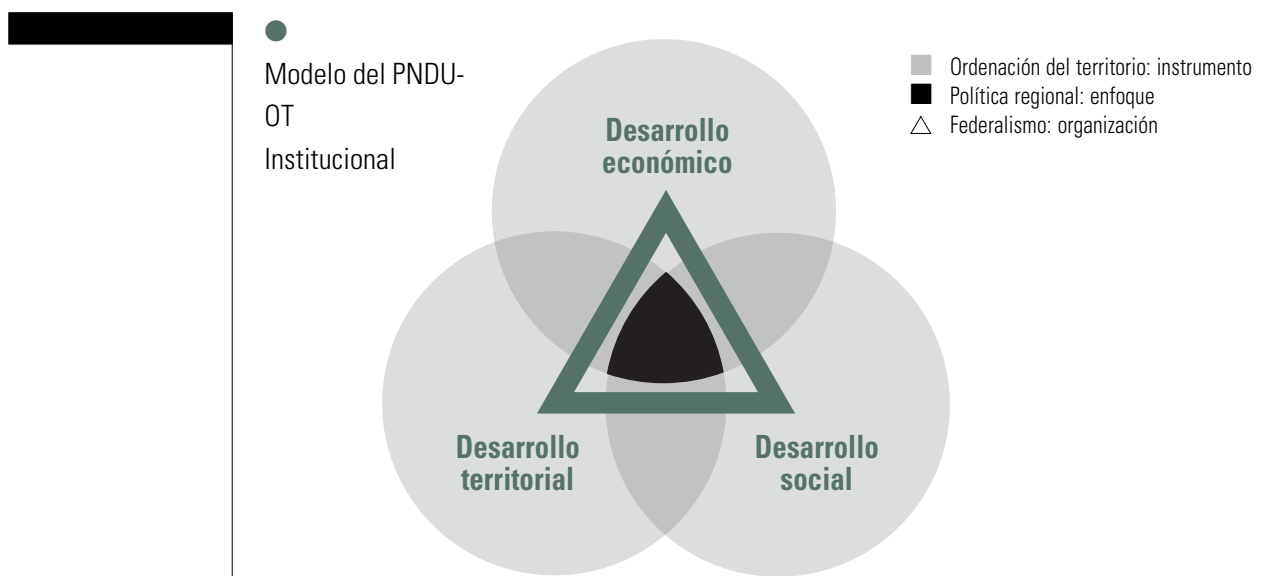 Modelo del PNDU-
OT
Institucional
Ordenación del territorio: instrumento
Política regional: enfoque
Federalismo: organización
Desarrollo
económico
Desarrollo
territorial
Desarrollo
social